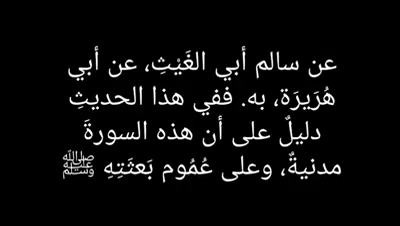 عن سالم أبي الغَيْثِ، عن أبي
هُرَيرَة، به. ففي هذا الحديثِ
دليلٌ على أن هذه السورةَ
مدنيةٌ، وعلى عُمُوم بَعثَتِهِ ﷺ